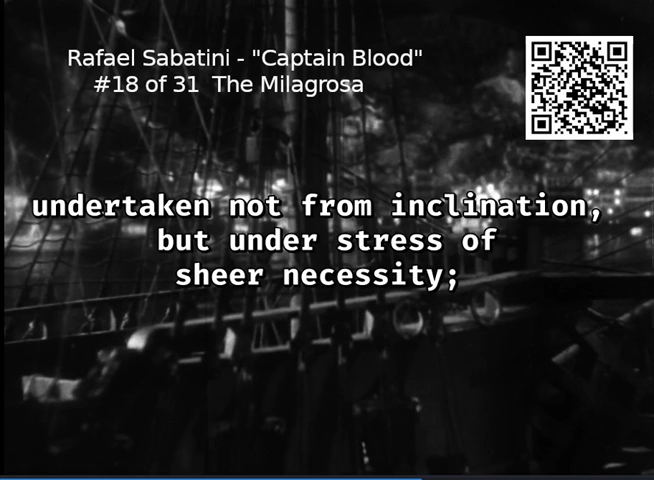 Rafael Sabatini - "Captain Blood"
#18 of 31  The Milagrosa
undertaken not from inclination,
but under stress of
sheer necessity;